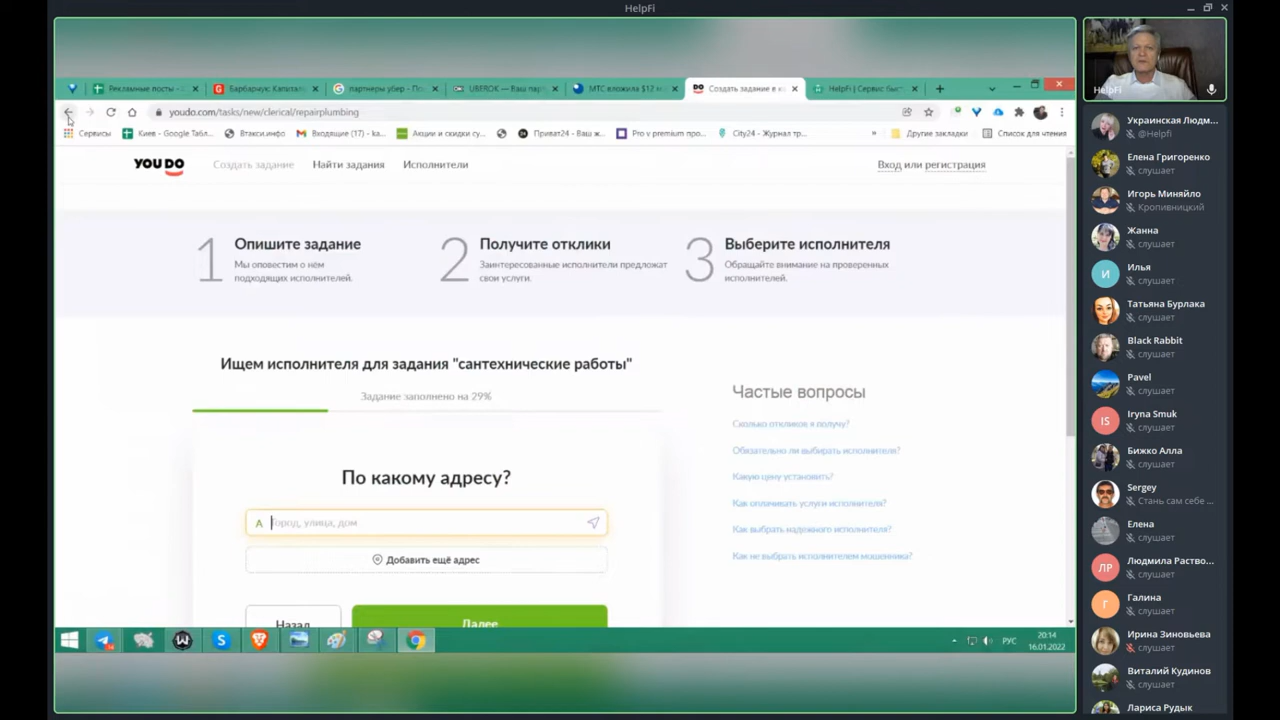 HelpFi
Рекламные посты - Z
Барбарук: Капитал
партнеры убер - По
UBEROK — Ваш пар
МТС вложила $12 м
Создать задание в к
HelpFi | Сервис быст
youdo.com/tasks/new/clerical/repairplumbing
Сервисы
Киев - Google Табл...
Втакси.инфо
Входящие (17) - ka...
Акции и скидки су...
Приват24 - Ваш ж...
Pro v premium про...
City24 - Журнал тр...
»
Другие закладки
Список для чтения
YOU DO
Создать задание
Найти задания
Исполнители
Вход или регистрация
1
Опишите задание
Мы оповестим о нём
подходящих исполнителей.
2
Получите отклики
Заинтересованные исполнители предложат
свои услуги.
3
Выберите исполнителя
Обращайте внимание на проверенных
исполнителей.
Ищем исполнителя для задания "сантехнические работы"
Задание заполнено на 29%
По какому адресу?
A
Город, улица, дом
Добавить ещё адрес
Назад
Далее
Частые вопросы
Сколько откликов я получу?
Обязательно ли выбирать исполнителя?
Какую цену установить?
Как оплачивать услуги исполнителя?
Как выбрать надежного исполнителя?
Как не выбрать исполнителем мошенника?
РУС
20:14
16.01.2022
HelpFi
Украинская Людм...
@Helpfi
Елена Григоренко
слушает
Игорь Миняйло
Кропивницкий
Жанна
слушает
И
Илья
слушает
Татьяна Бурлака
слушает
Black Rabbit
слушает
Pavel
слушает
IS
Iryna Smuk
слушает
Бижко Алла
слушает
Sergey
Стань сам себе ...
Елена
слушает
ЛР
Людмила Раство...
слушает
Г
Галина
слушает
Ирина Зиновьева
слушает
Виталий Кудинов
слушает
Лариса Рудык